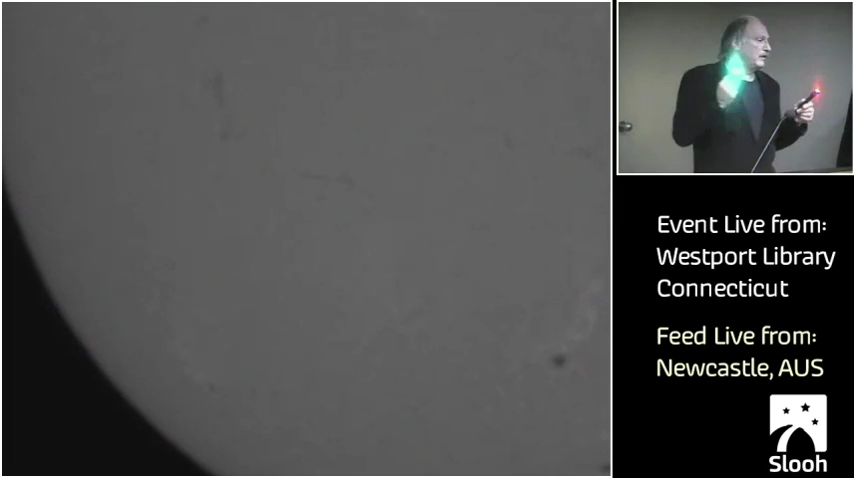 Event Live from:
Westport Library
Connecticut
Feed Live from:
Newcastle, AUS
Slooh